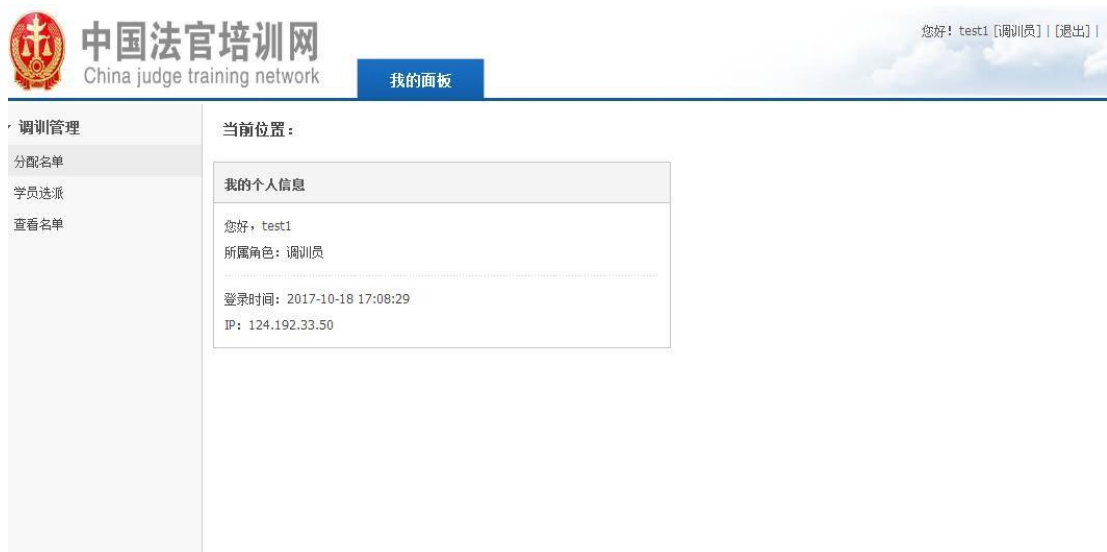 中国法官培训网
China judge training network
您好! test1 [调训员] | [退出] |
我的面板
调训管理
分配名单
学员选派
查看名单
当前位置:
我的个人信息
您好,test1
所属角色:调训员
登录时间:2017-10-18 17:08:29
IP:124.192.33.50